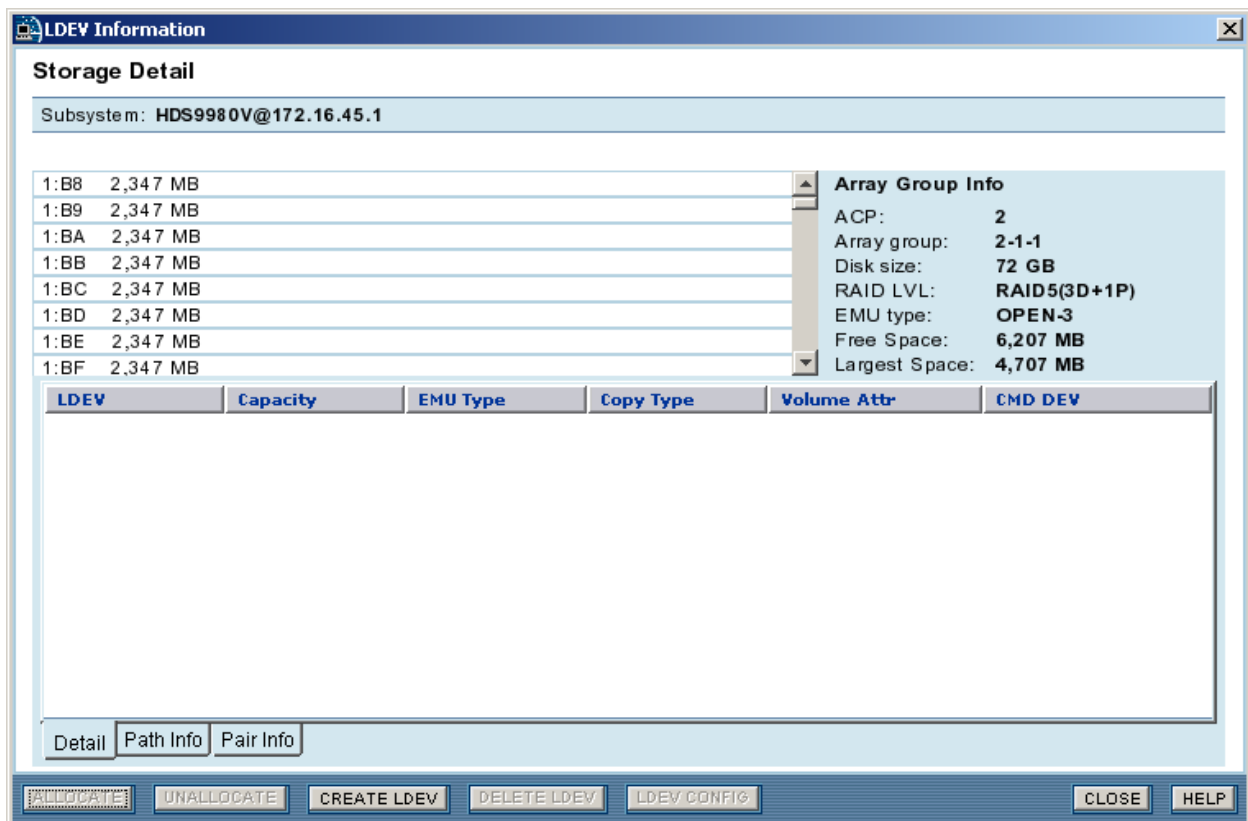 LDEV Information
Storage Detail
Subsystem: HDS9980V@172.16.45.1
1:B8 2,347 MB
1:B9 2,347 MB
1:BA 2,347 MB
1:BB 2,347 MB
1:BC 2,347 MB
1:BD 2,347 MB
1:BE 2,347 MB
1:BF 2,347 MB
Array Group Info
ACP: 2
Array group: 2-1-1
Disk size: 72 GB
RAID LVL: RAID5(3D+1P)
EMU type: OPEN-3
Free Space: 6,207 MB
Largest Space: 4,707 MB
LDEV Capacity EMU Type Copy Type Volume Attr CMD DEV
Detail Path Info Pair Info
ALLOCATE UNALLOCATE CREATE LDEV DELETE LDEV LDEV CONFIG CLOSE HELP